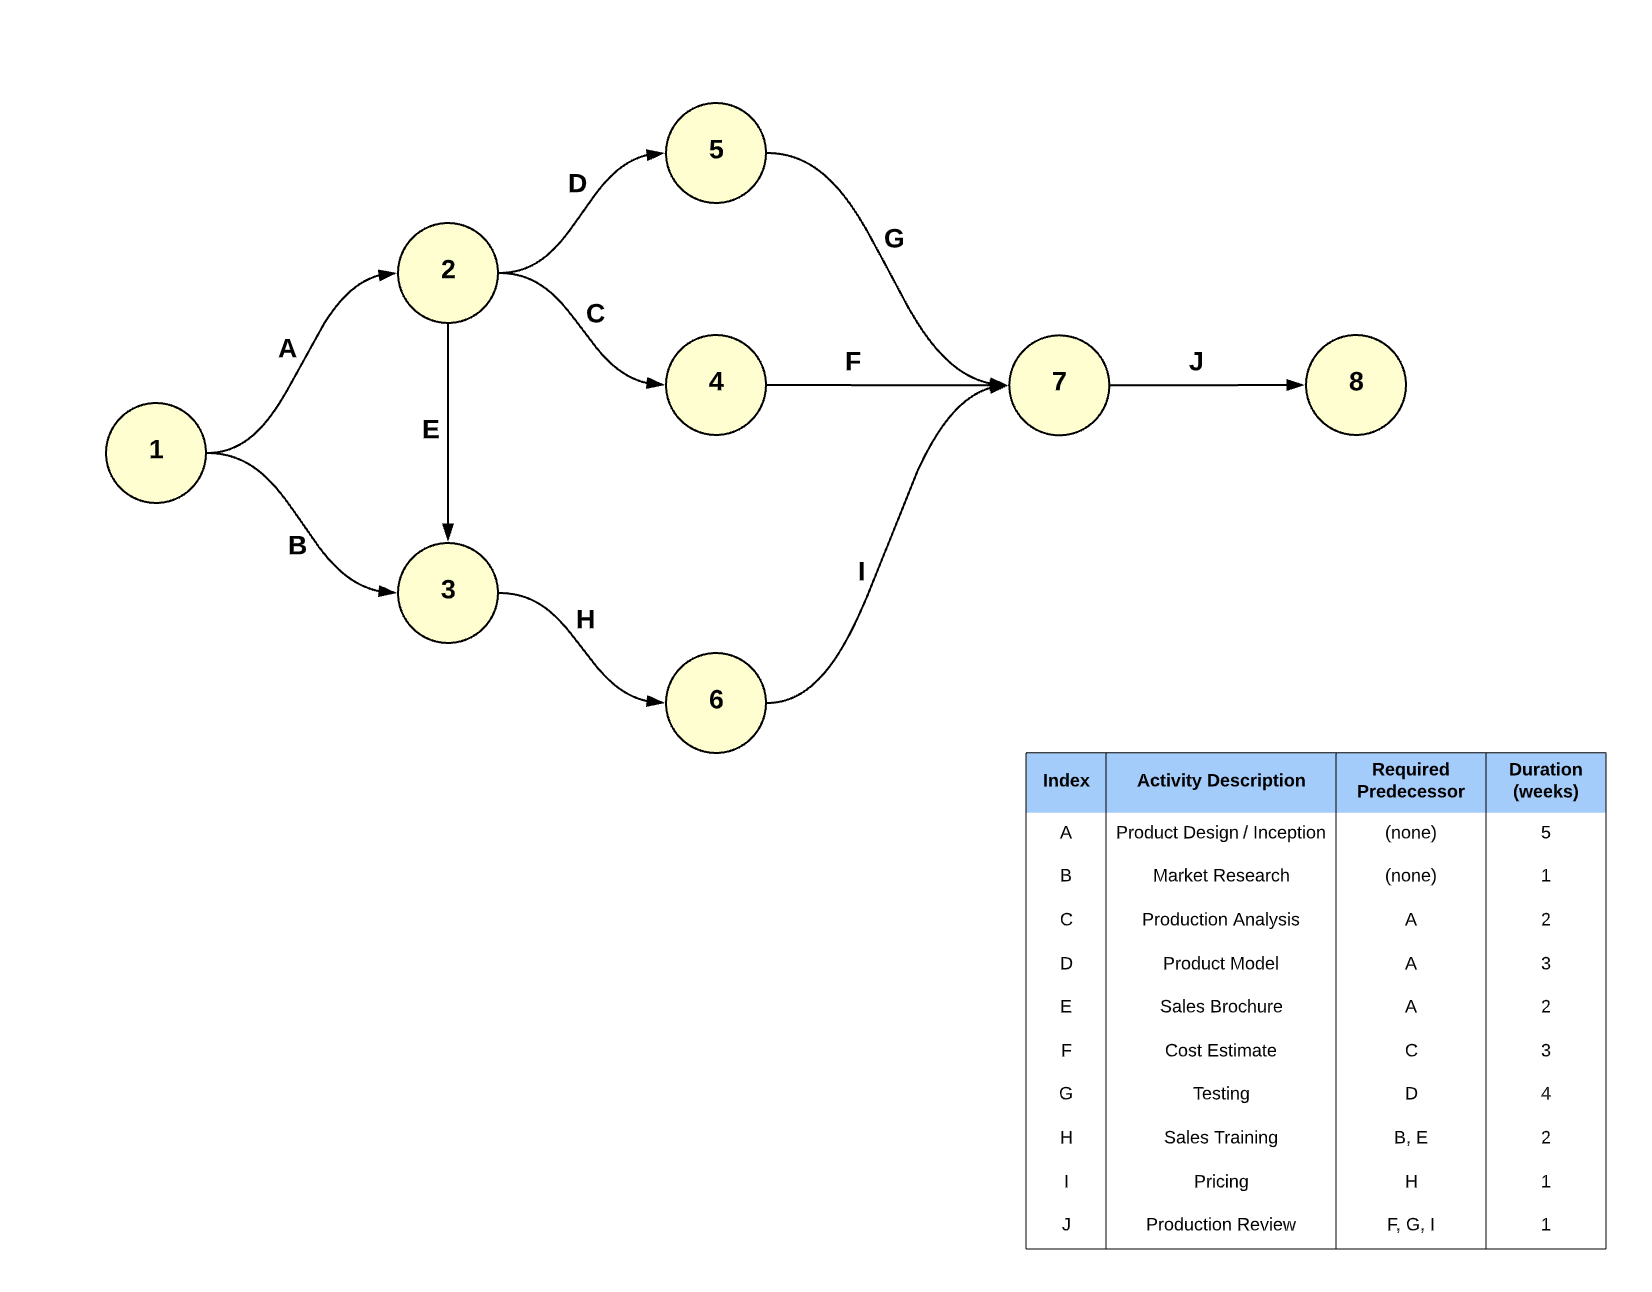 5
D
G
2
C
A
F
4
7
J
8
E
1
B
I
3
H
6
Index Activity Description Required Predecessor Duration (weeks)
A Product Design / Inception (none) 5
B Market Research (none) 1
C Production Analysis A 2
D Product Model A 3
E Sales Brochure A 2
F Cost Estimate C 3
G Testing D 4
H Sales Training B, E 2
I Pricing H 1
J Production Review F, G, I 1